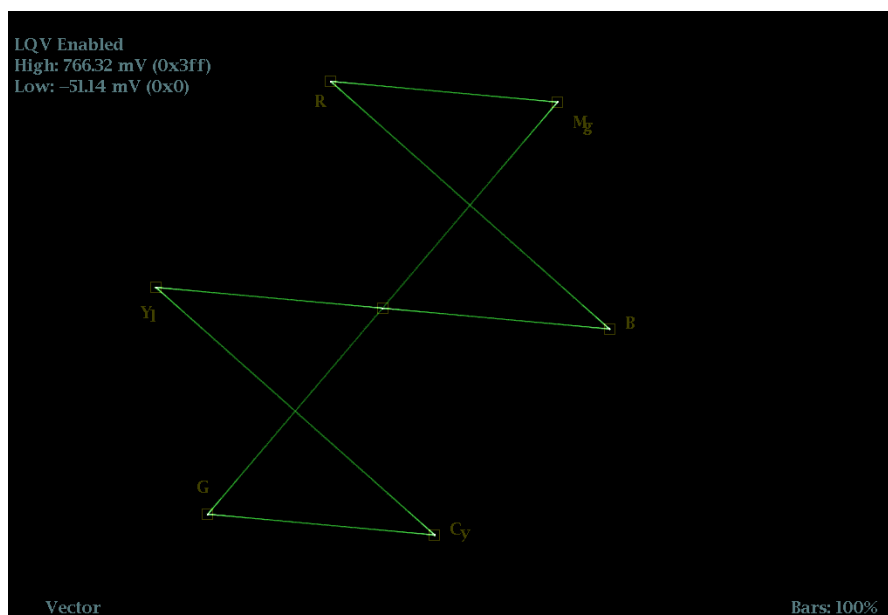 LQV Enabled
High: 766.32 mV (0x3ff)
Low: −51.14 mV (0x0)
R
Mg
Yl
B
G
Cy
Vector
Bars: 100%